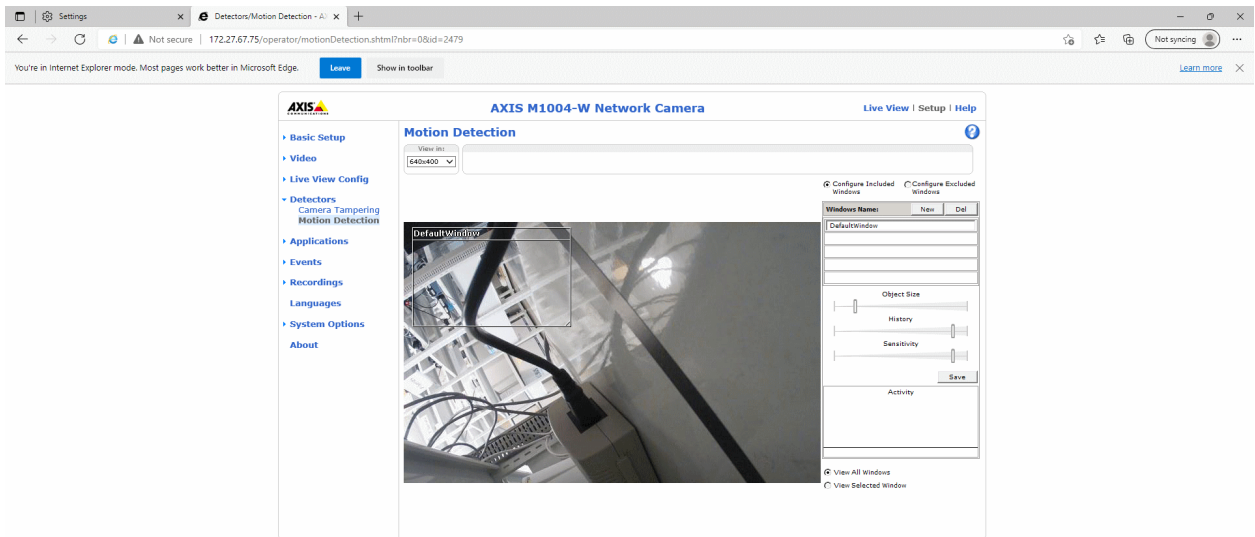 Settings
Detectors/Motion Detection - A
Not secure | 172.27.67.75/operator/motionDetection.shtml?nbr=0&id=2479
Not syncing
You're in Internet Explorer mode. Most pages work better in Microsoft Edge.
Leave
Show in toolbar
Learn more
AXIS
COMMUNICATIONS
AXIS M1004-W Network Camera
Live View | Setup | Help
Basic Setup
Video
Live View Config
Detectors
Camera Tampering
Motion Detection
Applications
Events
Recordings
Languages
System Options
About
Motion Detection
View in:
640x400
Configure Included Windows
Configure Excluded Windows
Windows Name:
New
Del
DefaultWindow
DefaultWindow
Object Size
History
Sensitivity
Save
Activity
View All Windows
View Selected Window